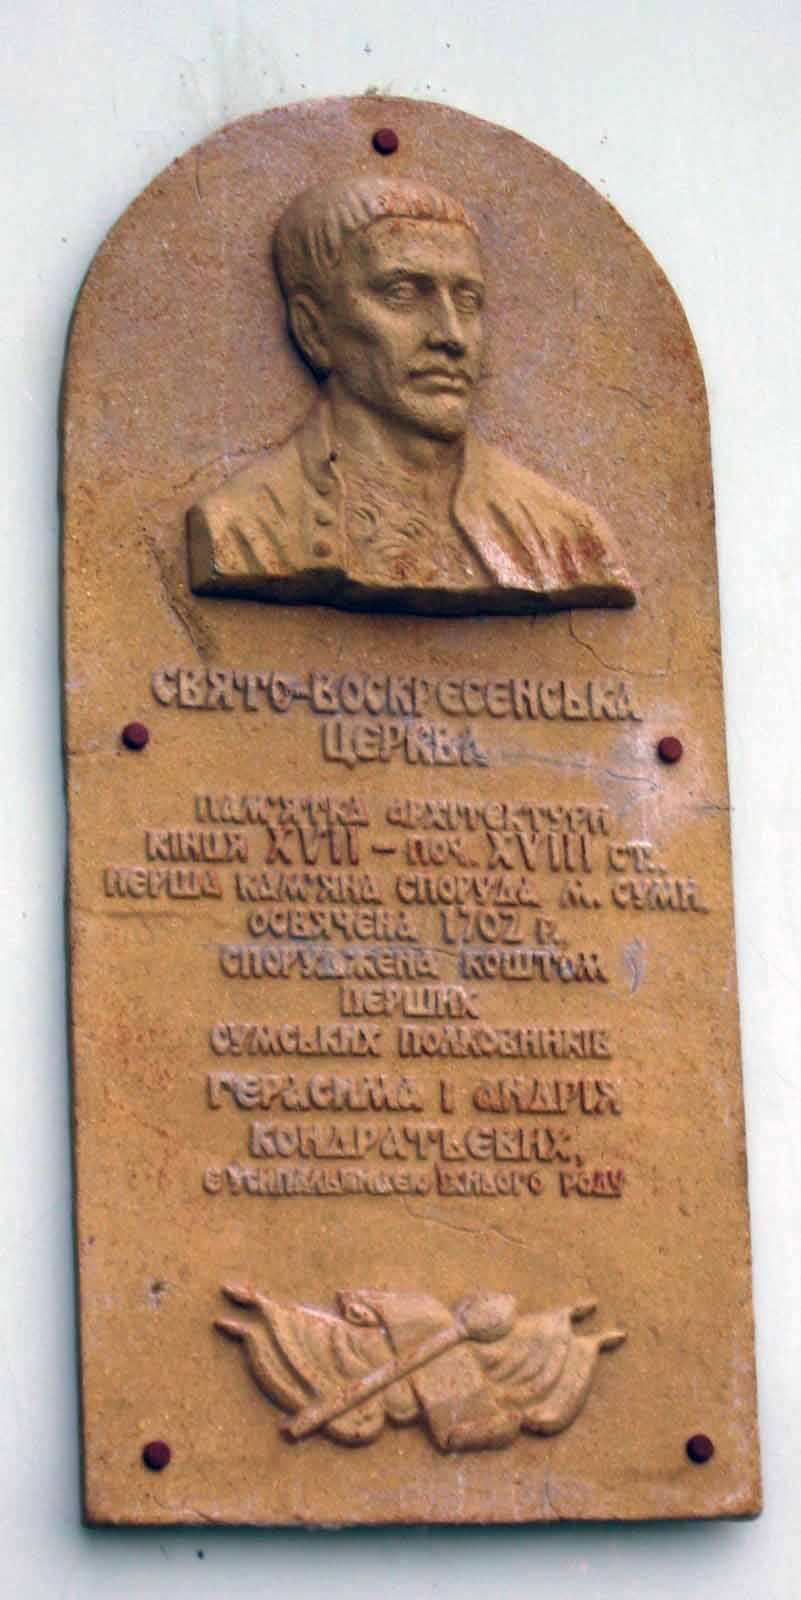 СВЯТО-ВОСКРЕСЕНСЬКА
ЦЕРКВА
ПАМ'ЯТКА АРХІТЕКТУРИ
КІНЦЯ XVII – ПОЧ. XVIII СТ.
ПЕРША КАМ'ЯНА СПОРУДА М. СУМИ.
ОСВЯЧЕНА 1702 Р.
СПОРУДЖЕНА КОШТОМ
ПЕРШИХ
СУМСЬКИХ ПОЛКОВНИКІВ
ГЕРАСИМА І АНДРІЯ
КОНДРАТЬЄВИХ,
Є УСИПАЛЬНИЦЕЮ ЇХНЬОГО РОДУ